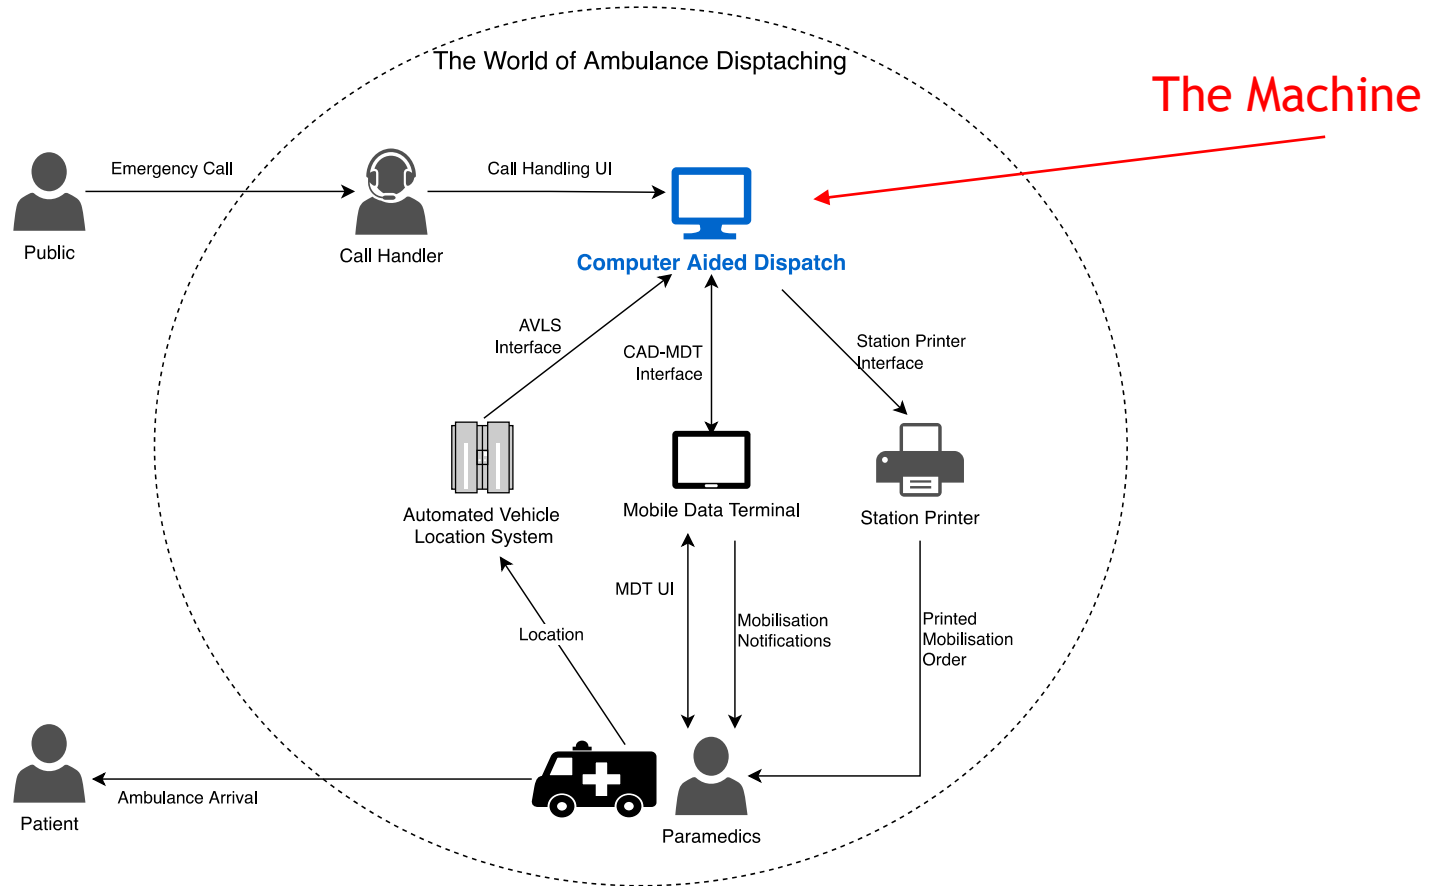 The World of Ambulance Disptaching
The Machine
Emergency Call
Call Handling UI
Public
Call Handler
Computer Aided Dispatch
AVLS
Interface
CAD-MDT
Interface
Station Printer
Interface
Automated Vehicle
Location System
Mobile Data Terminal
Station Printer
MDT UI
Location
Mobilisation
Notifications
Printed
Mobilisation
Order
Ambulance Arrival
Patient
Paramedics